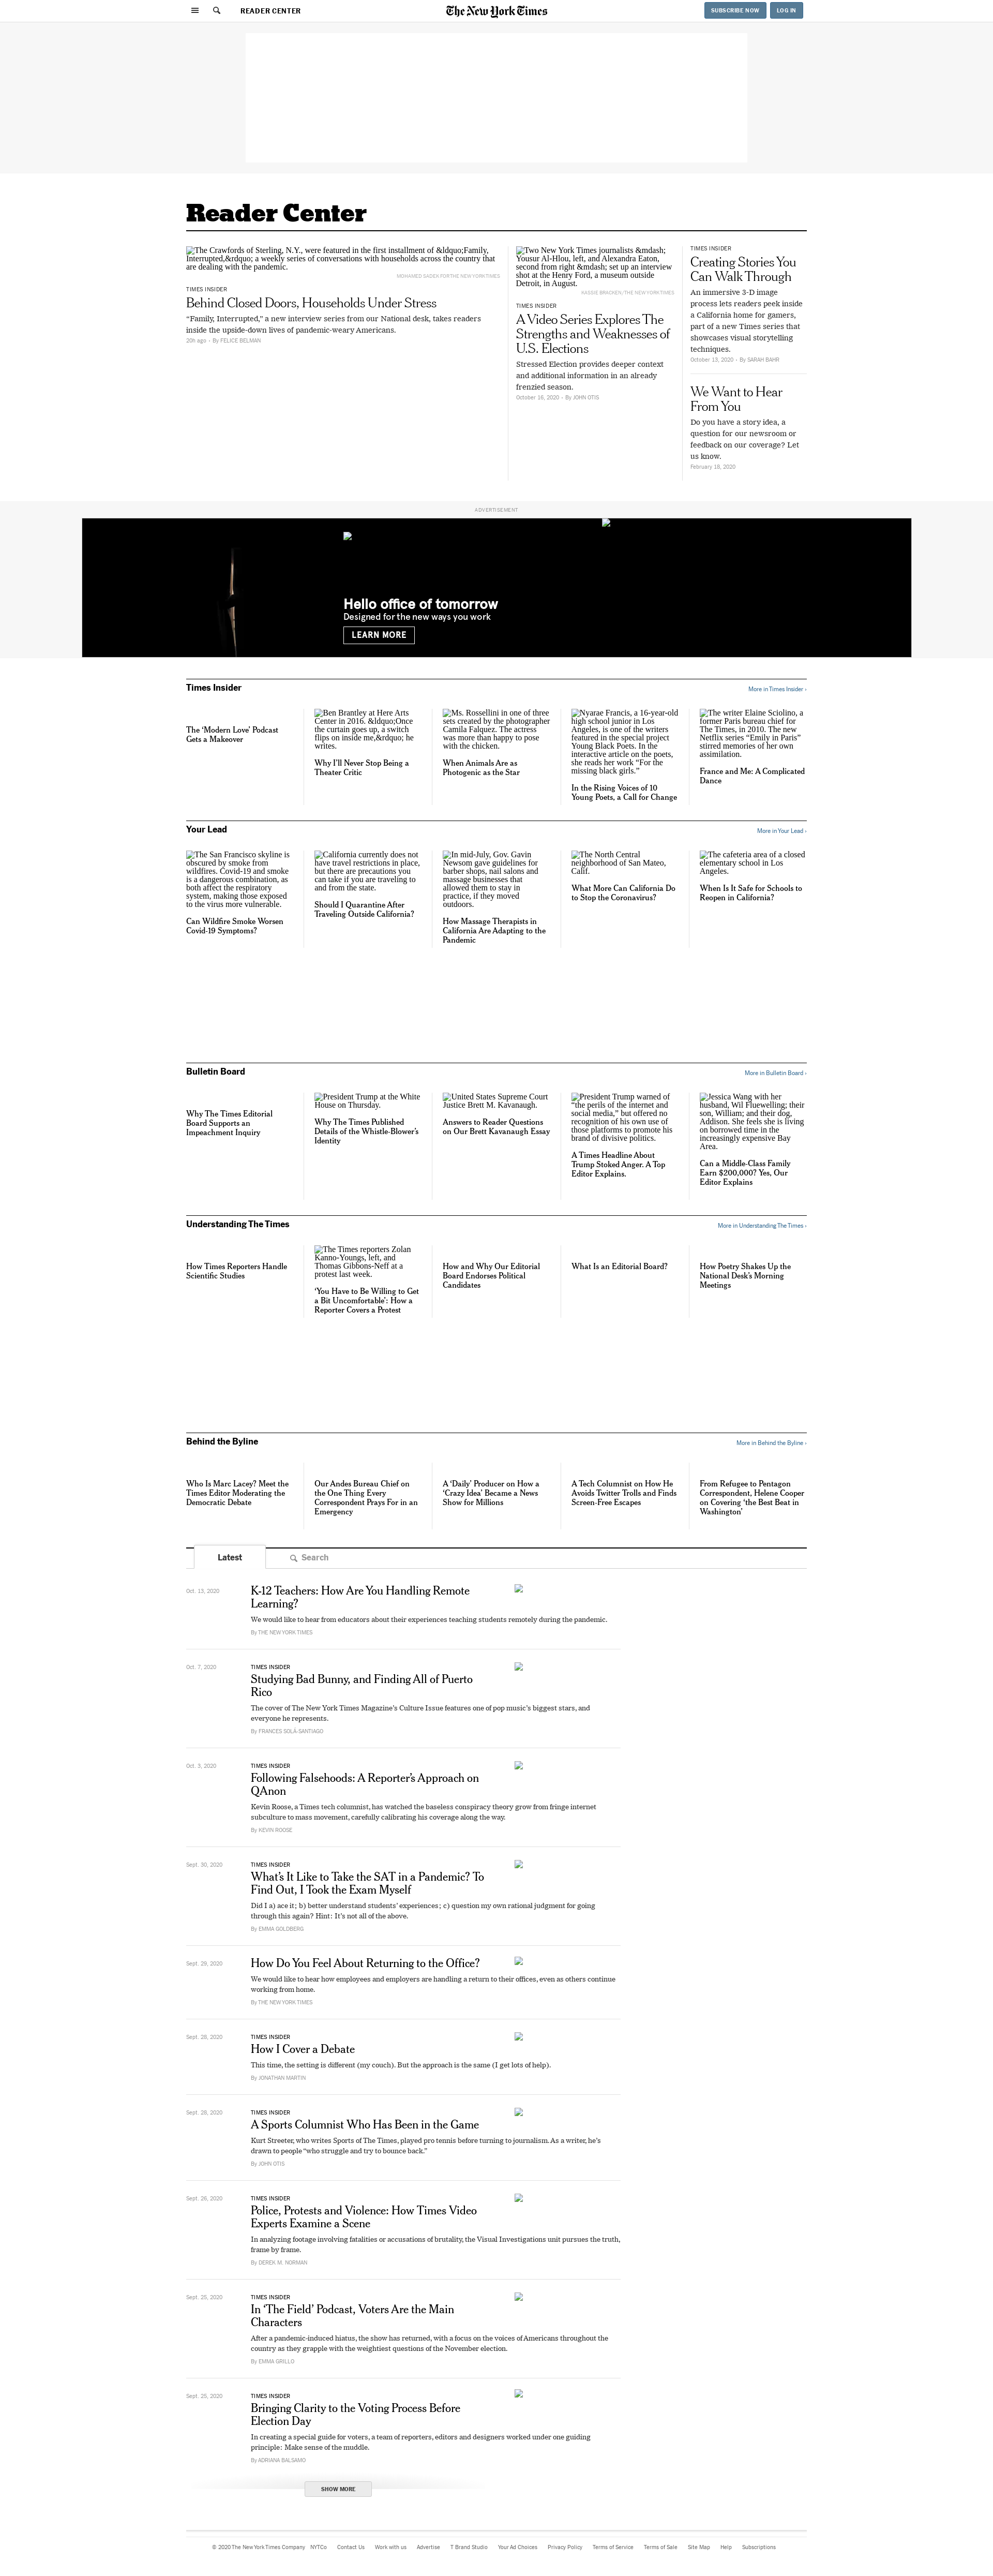 READER CENTER
The New York Times
SUBSCRIBE NOW
LOG IN
Reader Center
The Crawfords of Sterling, N.Y., were featured in the first installment of &ldquo;Family,
Interrupted,&rdquo; a weekly series of conversations with households across the country that
are dealing with the pandemic.
MOHAMED SADEK FOR THE NEW YORK TIMES
TIMES INSIDER
Behind Closed Doors, Households Under Stress
“Family, Interrupted,” a new interview series from our National desk, takes readers
inside the upside-down lives of pandemic-weary Americans.
20h ago - By FELICE BELMAN
Two New York Times journalists &mdash;
Yousur Al-Hlou, left, and Alexandra Eaton,
second from right &mdash; set up an interview
shot at the Henry Ford, a museum outside
Detroit, in August.
KASSIE BRACKEN/THE NEW YORK TIMES
TIMES INSIDER
A Video Series Explores The
Strengths and Weaknesses of
U.S. Elections
Stressed Election provides deeper context
and additional information in an already
frenzied season.
October 16, 2020 - By JOHN OTIS
TIMES INSIDER
Creating Stories You
Can Walk Through
An immersive 3-D image
process lets readers peek inside
a California home for gamers,
part of a new Times series that
showcases visual storytelling
techniques.
October 13, 2020 - By SARAH BAHR
We Want to Hear
From You
Do you have a story idea, a
question for our newsroom or
feedback on our coverage? Let
us know.
February 19, 2020
ADVERTISEMENT
Hello office of tomorrow
Designed for the new ways you work
LEARN MORE
Times Insider
More in Times Insider ›
The ‘Modern Love’ Podcast
Gets a Makeover
Ben Brantley at Here Arts
Center in 2016. &ldquo;Once
the curtain goes up, a switch
flips on inside me,&rdquo; he
writes.
Why I’ll Never Stop Being a
Theater Critic
Ms. Rossellini in one of three
sets created by the photographer
Camila Falquez. The actress
was more than happy to pose
with the chicken.
When Animals Are as
Photogenic as the Star
Nyarae Francis, a 16-year-old
high school junior in Los
Angeles, is one of the writers
featured in the special project
Young Black Poets. In the
interactive article on the poets,
she reads her work “For the
missing black girls.”
In the Rising Voices of 10
Young Poets, a Call for Change
The writer Elaine Sciolino, a
former Paris bureau chief for
The Times, in 2010. The new
Netflix series “Emily in Paris”
stirred memories of her own
assimilation.
France and Me: A Complicated
Dance
Your Lead
More in Your Lead ›
The San Francisco skyline is
obscured by smoke from
wildfires. Covid-19 and smoke
is a dangerous combination, as
both affect the respiratory
system, making those exposed
to the virus more vulnerable.
Can Wildfire Smoke Worsen
Covid-19 Symptoms?
California currently does not
have travel restrictions in place,
but there are precautions you
can take if you are traveling to
and from the state.
Should I Quarantine After
Traveling Outside California?
In mid-July, Gov. Gavin
Newsom gave guidelines for
barber shops, nail salons and
massage businesses that
allowed them to stay in
practice, if they moved
outdoors.
How Massage Therapists in
California Are Adapting to the
Pandemic
The North Central
neighborhood of San Mateo,
Calif.
What More Can California Do
to Stop the Coronavirus?
The cafeteria area of a closed
elementary school in Los
Angeles.
When Is It Safe for Schools to
Reopen in California?
Bulletin Board
More in Bulletin Board ›
Why The Times Editorial
Board Supports an
Impeachment Inquiry
President Trump at the White
House on Thursday.
Why The Times Published
Details of the Whistle-Blower’s
Identity
United States Supreme Court
Justice Brett M. Kavanaugh.
Answers to Reader Questions
on Our Brett Kavanaugh Essay
President Trump warned of
“the perils of the internet and
social media,” but offered no
recognition of his own use of
those platforms to promote his
brand of divisive politics.
A Times Headline About
Trump Stoked Anger. A Top
Editor Explains.
Jessica Wang with her
husband, Wil Fluewelling; their
son, William; and their dog,
Addison. She feels she is living
on borrowed time in the
increasingly expensive Bay
Area.
Can a Middle-Class Family
Earn $200,000? Yes, Our
Editor Explains
Understanding The Times
More in Understanding The Times ›
How Times Reporters Handle
Scientific Studies
The Times reporters Zolan
Kanno-Youngs, left, and
Thomas Gibbons-Neff at a
protest last week.
‘You Have to Be Willing to Get
a Bit Uncomfortable’: How a
Reporter Covers a Protest
How and Why Our Editorial
Board Endorses Political
Candidates
What Is an Editorial Board?
How Poetry Shakes Up the
National Desk’s Morning
Meetings
Behind the Byline
More in Behind the Byline ›
Who Is Marc Lacey? Meet the
Times Editor Moderating the
Democratic Debate
Our Andes Bureau Chief on
the One Thing Every
Correspondent Prays For in an
Emergency
A ‘Daily’ Producer on How a
‘Crazy Idea’ Became a News
Show for Millions
A Tech Columnist on How He
Avoids Twitter Trolls and Finds
Screen-Free Escapes
From Refugee to Pentagon
Correspondent, Helene Cooper
on Covering ‘the Best Beat in
Washington’
Latest
Search
Oct. 13, 2020
K-12 Teachers: How Are You Handling Remote
Learning?
We would like to hear from educators about their experiences teaching students remotely during the pandemic.
By THE NEW YORK TIMES
Oct. 7, 2020
TIMES INSIDER
Studying Bad Bunny, and Finding All of Puerto
Rico
The cover of The New York Times Magazine’s Culture Issue features one of pop music’s biggest stars, and
everyone he represents.
By FRANCES SOLÁ-SANTIAGO
Oct. 3, 2020
TIMES INSIDER
Following Falsehoods: A Reporter’s Approach on
QAnon
Kevin Roose, a Times tech columnist, has watched the baseless conspiracy theory grow from fringe internet
subculture to mass movement, carefully calibrating his coverage along the way.
By KEVIN ROOSE
Sept. 30, 2020
TIMES INSIDER
What’s It Like to Take the SAT in a Pandemic? To
Find Out, I Took the Exam Myself
Did I a) ace it; b) better understand students’ experiences; c) question my own rational judgment for going
through this again? Hint: It’s not all of the above.
By EMMA GOLDBERG
Sept. 29, 2020
How Do You Feel About Returning to the Office?
We would like to hear how employees and employers are handling a return to their offices, even as others continue
working from home.
By THE NEW YORK TIMES
Sept. 28, 2020
TIMES INSIDER
How I Cover a Debate
This time, the setting is different (my couch). But the approach is the same (I get lots of help).
By JONATHAN MARTIN
Sept. 28, 2020
TIMES INSIDER
A Sports Columnist Who Has Been in the Game
Kurt Streeter, who writes Sports of The Times, played pro tennis before turning to journalism. As a writer, he’s
drawn to people “who struggle and try to bounce back.”
By JOHN OTIS
Sept. 26, 2020
TIMES INSIDER
Police, Protests and Violence: How Times Video
Experts Examine a Scene
In analyzing footage involving fatalities or accusations of brutality, the Visual Investigations unit pursues the truth,
frame by frame.
By DEREK M. NORMAN
Sept. 25, 2020
TIMES INSIDER
In ‘The Field’ Podcast, Voters Are the Main
Characters
After a pandemic-induced hiatus, the show has returned, with a focus on the voices of Americans throughout the
country as they grapple with the weightiest questions of the November election.
By EMMA GRILLO
Sept. 25, 2020
TIMES INSIDER
Bringing Clarity to the Voting Process Before
Election Day
In creating a special guide for voters, a team of reporters, editors and designers worked under one guiding
principle: Make sense of the muddle.
By ADRIANA BALSAMO
SHOW MORE
© 2020 The New York Times Company NYTCo Contact Us Work with us Advertise T Brand Studio Your Ad Choices Privacy Policy Terms of Service Terms of Sale Site Map Help Subscriptions